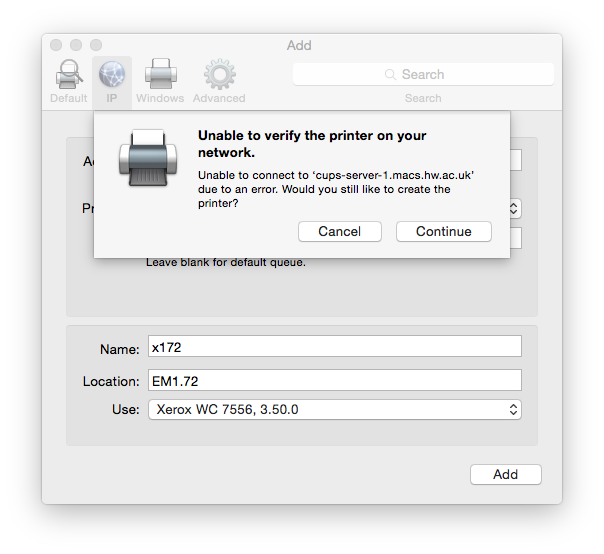 Add
Search
Default
IP
Windows
Advanced
Search
Unable to verify the printer on your
network.
Unable to connect to ‘cups-server-1.macs.hw.ac.uk’
due to an error. Would you still like to create the
printer?
Cancel
Continue
Leave blank for default queue.
Name:
x172
Location:
EM1.72
Use:
Xerox WC 7556, 3.50.0
Add